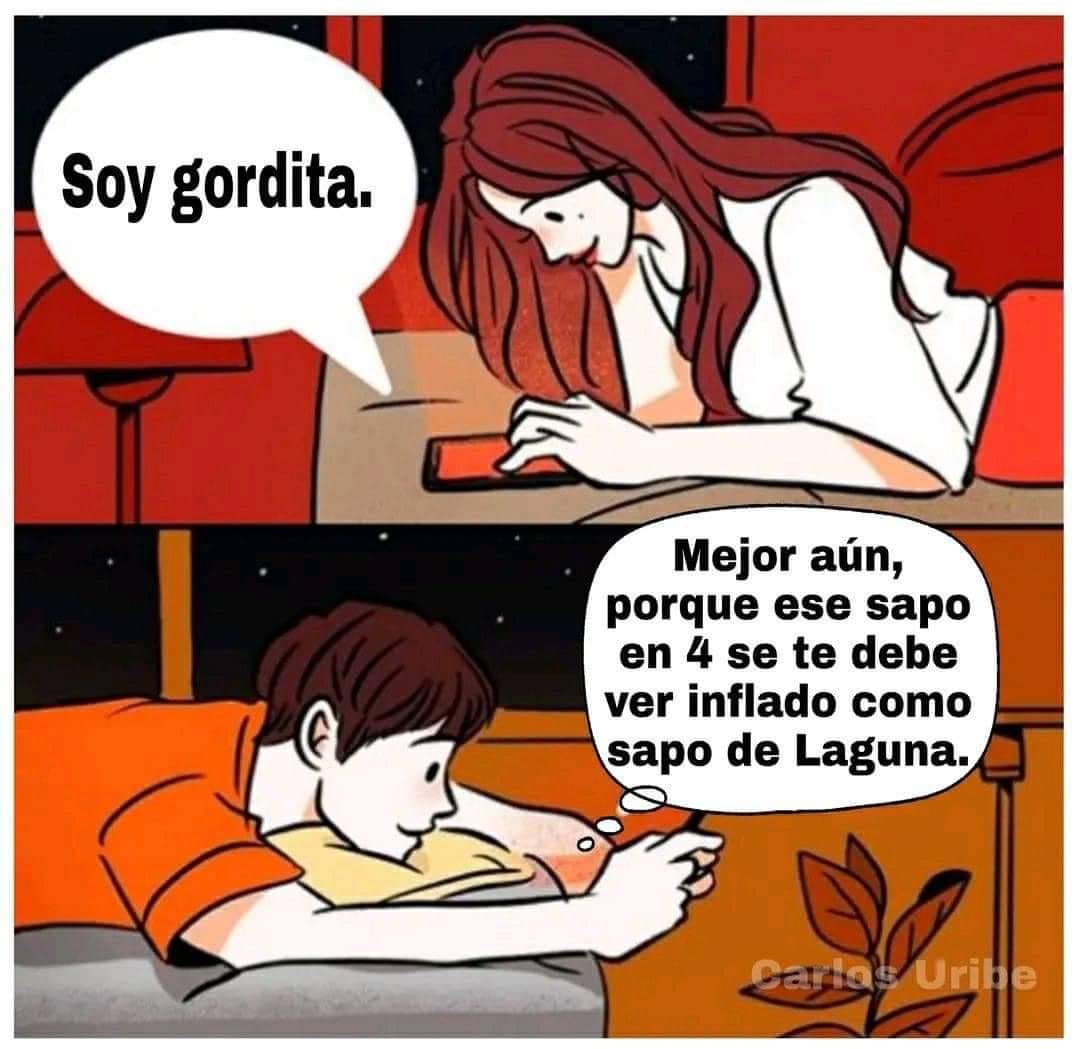 Soy gordita.
Mejor aún,
porque ese sapo
en 4 se te debe
ver inflado como
sapo de Laguna.
Carlos Uribe